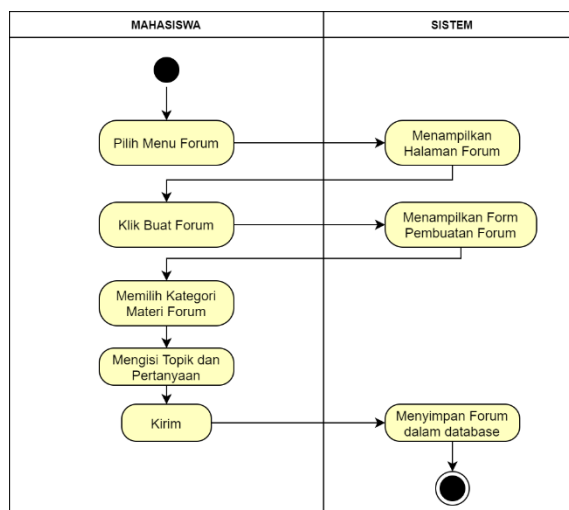 MAHASISWA
SISTEM
Pilih Menu Forum
Menampilkan
Halaman Forum
Klik Buat Forum
Menampilkan Form
Pembuatan Forum
Memilih Kategori
Materi Forum
Mengisi Topik dan
Pertanyaan
Kirim
Menyimpan Forum
dalam database